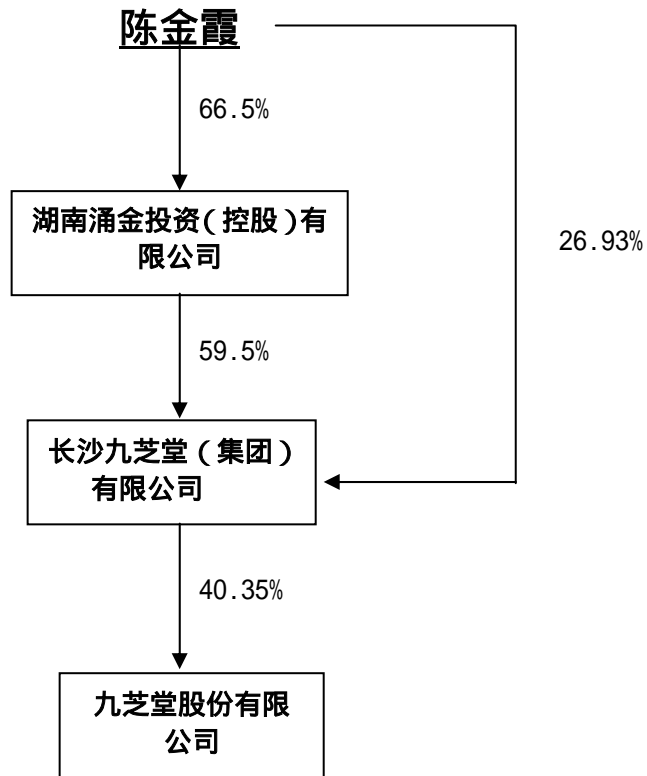 陈金霞
66.5%
湖南涌金投资（控股）有
限公司
26.93%
59.5%
长沙九芝堂（集团）
有限公司
40.35%
九芝堂股份有限
公司